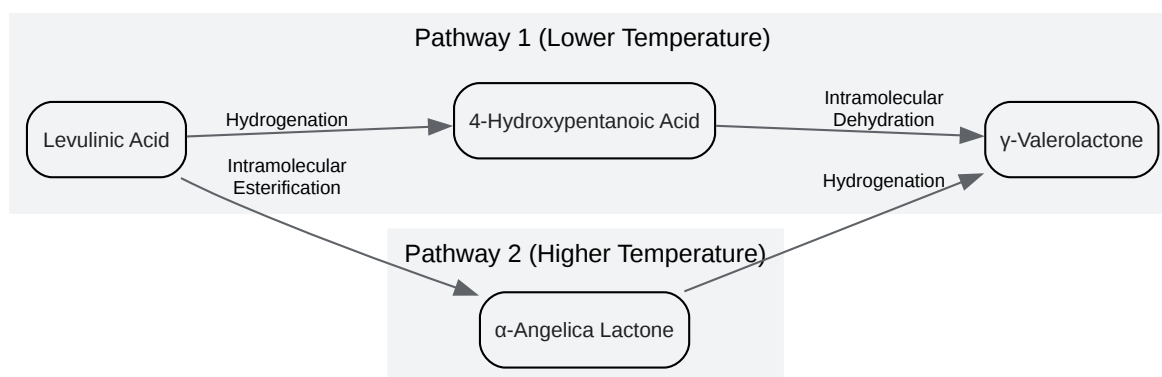 Pathway 1 (Lower Temperature)
Levulinic Acid
Hydrogenation
4-Hydroxypentanoic Acid
Intramolecular
Dehydration
γ-Valerolactone
Intramolecular
Esterification
Hydrogenation
Pathway 2 (Higher Temperature)
α-Angelica Lactone